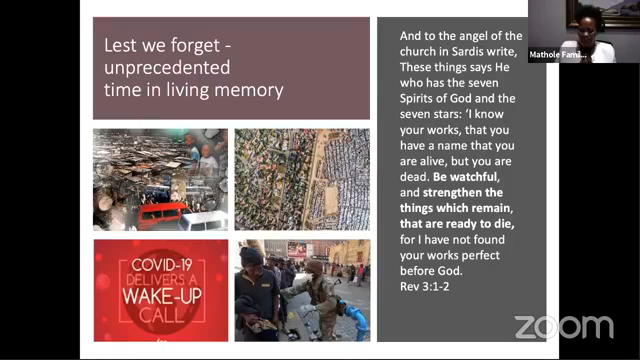 Lest we forget -
unprecedented
time in living memory
And to the angel of the
church in Sardis write,
These things says He
who has the seven
Spirits of God and the
seven stars: 'I know
your works, that you
have a name that you
are alive, but you are
dead. Be watchful,
and strengthen the
things which remain,
that are ready to die,
for I have not found
your works perfect
before God.
Rev 3:1-2
Mathole Famil...
COVID-19
DELIVERS A
WAKE-UP
CALL
zoom